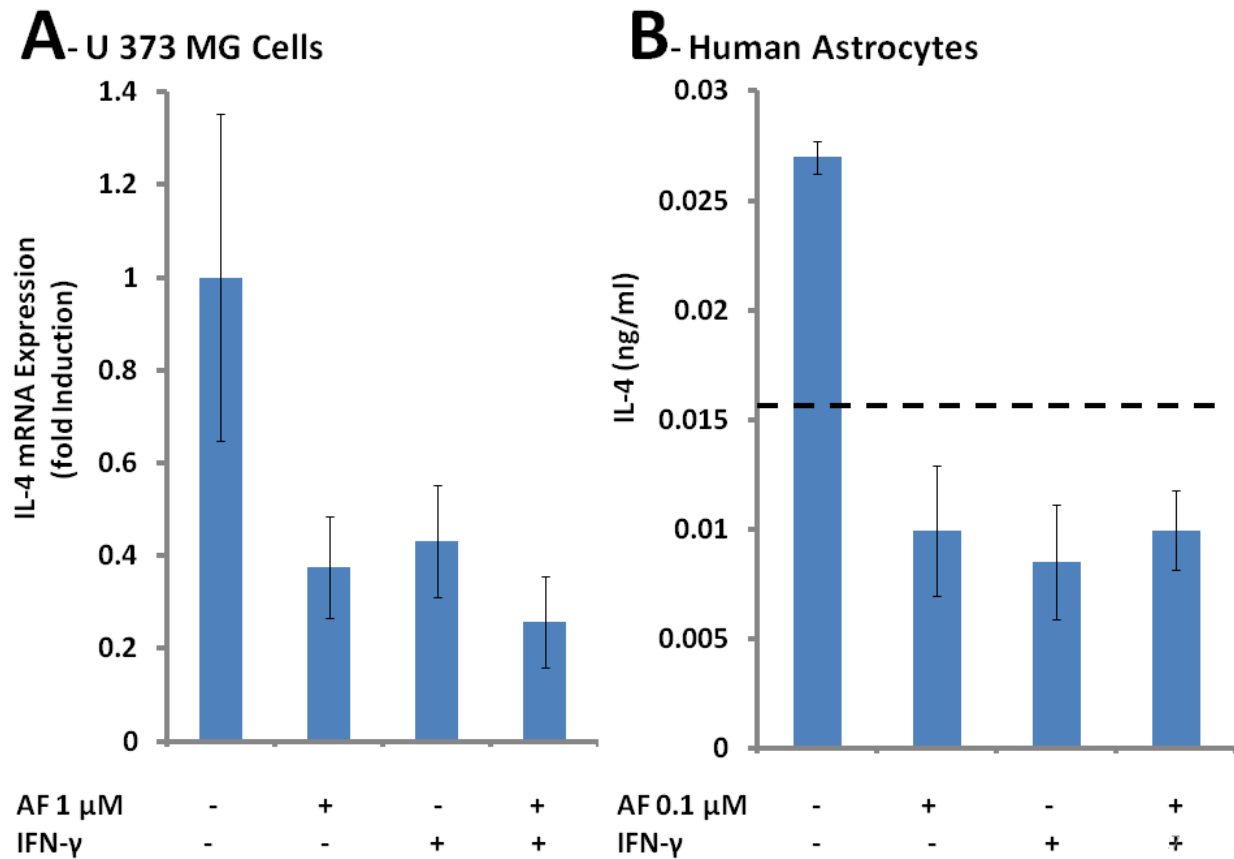 A- U 373 MG Cells
IL-4 mRNA Expression
(fold Induction)
1.4
1.2
1
0.8
0.6
0.4
0.2
0
AF 1 μM - + - +
IFN-γ - - + +
B- Human Astrocytes
IL-4 (ng/ml)
0.03
0.025
0.02
0.015
0.01
0.005
0
AF 0.1 μM - + - +
IFN-γ - - + +